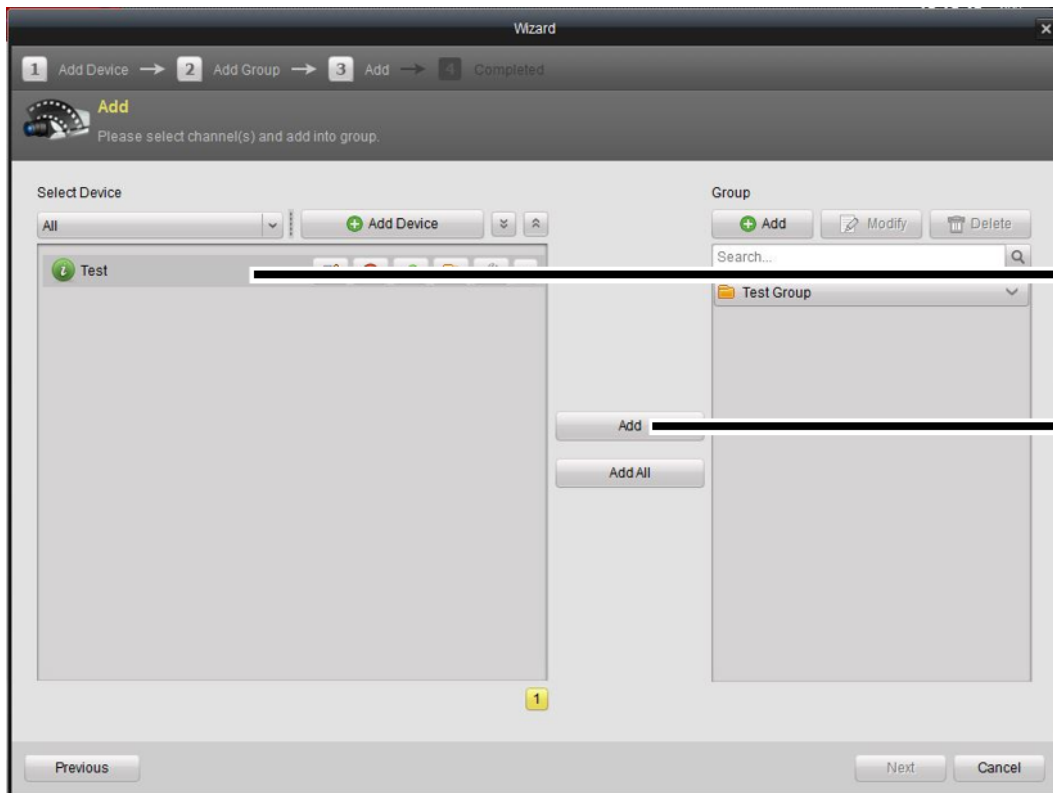 Wizard
1 Add Device → 2 Add Group → 3 Add → 4 Completed
Add
Please select channel(s) and add into group.
Select Device
Group
All
Add Device
Add
Modify
Delete
Test
Search...
Test Group
Add
Add All
1
Previous
Next
Cancel